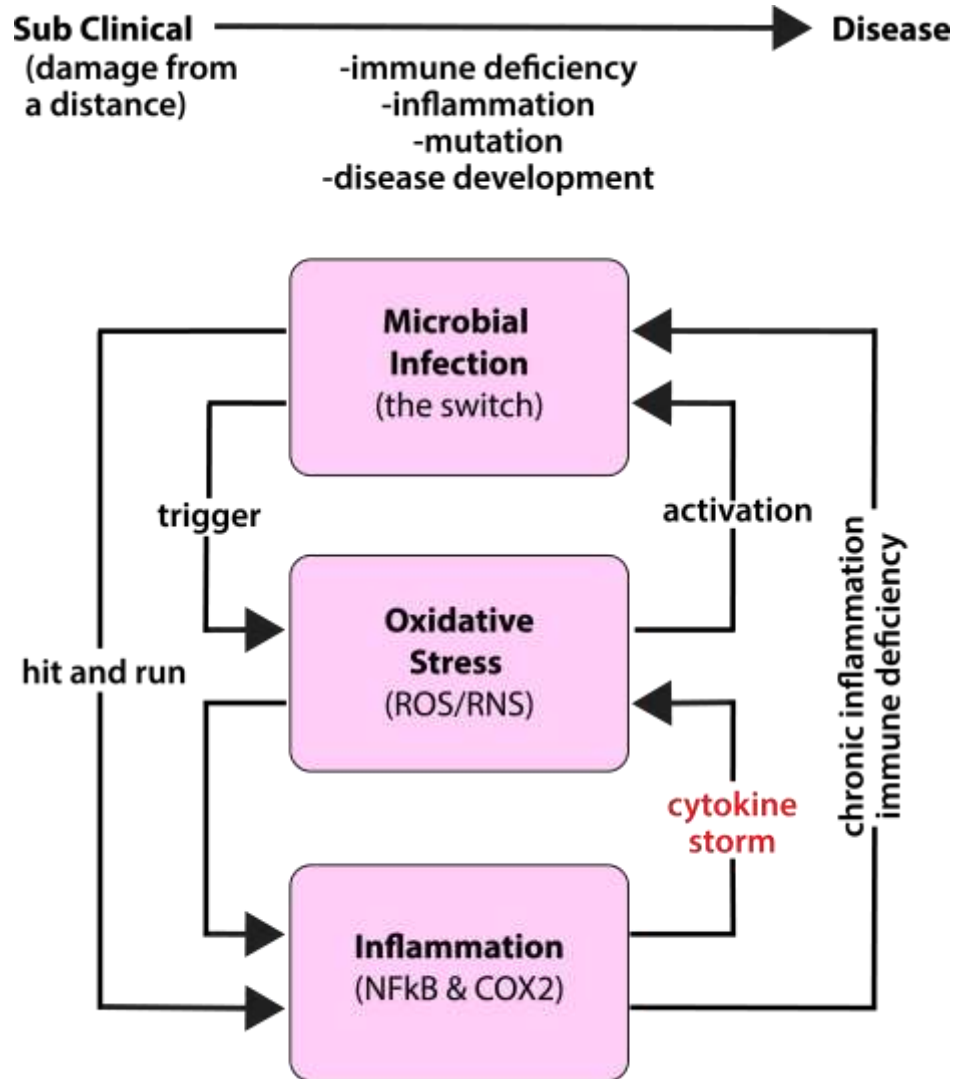 Sub Clinical
(damage from
a distance)
Disease
-immune deficiency
-inflammation
-mutation
-disease development
Microbial
Infection
(the switch)
trigger
activation
Oxidative
Stress
(ROS/RNS)
hit and run
chronic inflammation
immune deficiency
cytokine
storm
Inflammation
(NFkB & COX2)